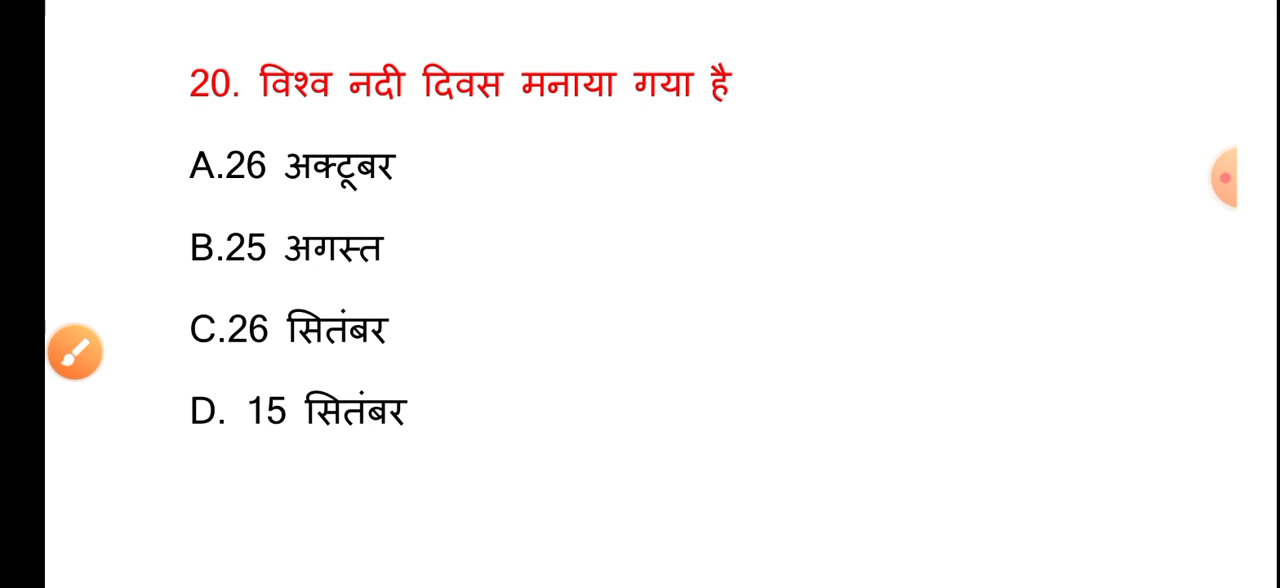 20. विश्व नदी दिवस मनाया गया है
A.26 अक्टूबर
B.25 अगस्त
C.26 सितंबर
D. 15 सितंबर